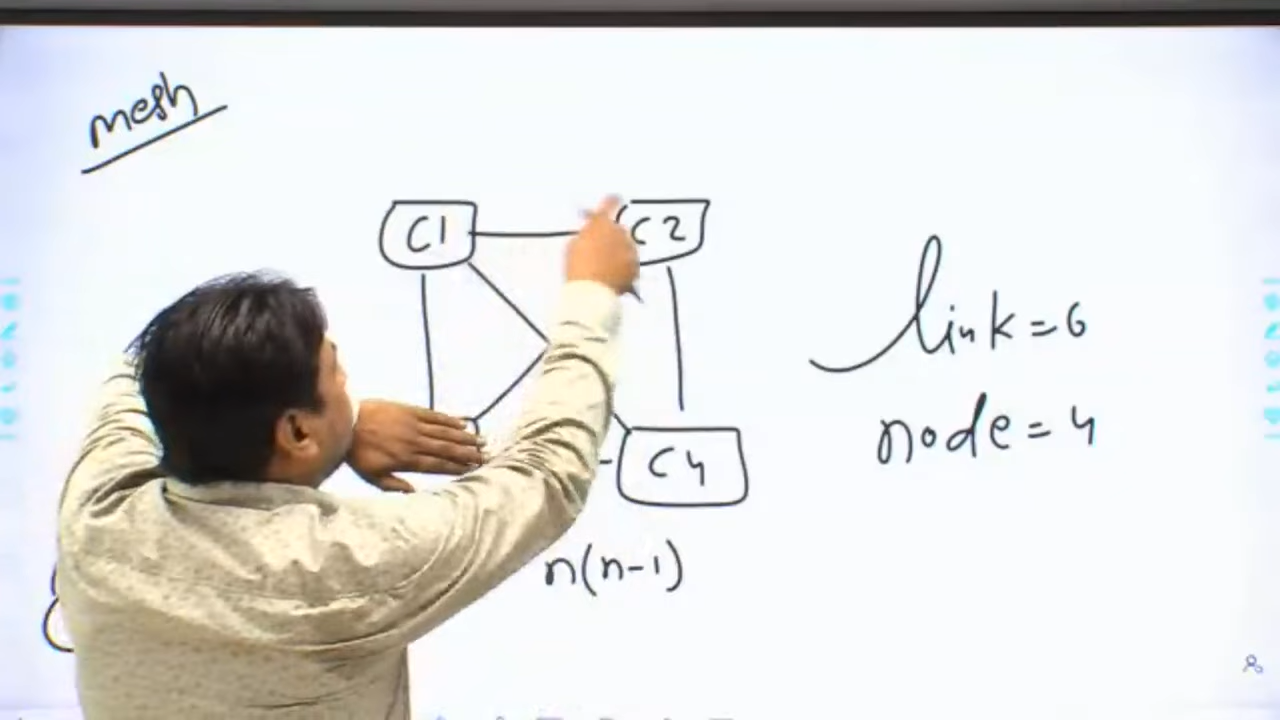 mesh
C1
C2
link = 6
node = 4
C4
n(n-1)